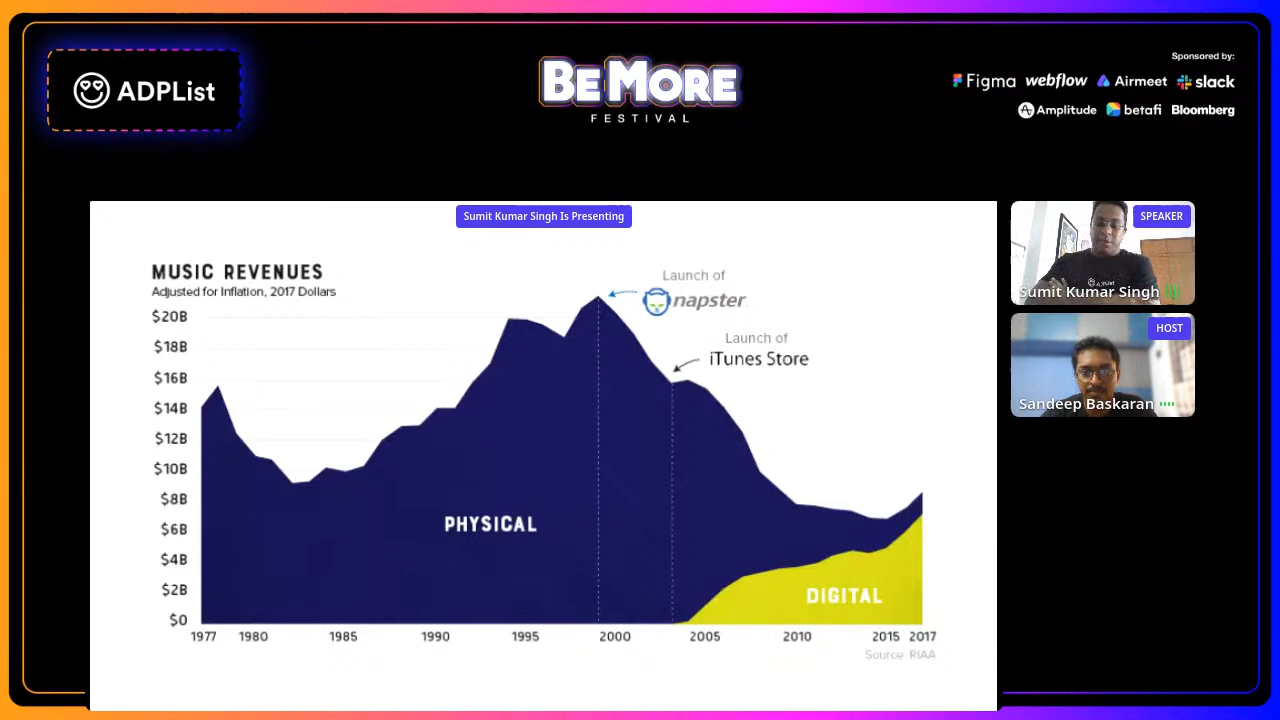 ADPList
BE MORE
FESTIVAL
Sponsored by:
Figma webflow Airmeet slack
Amplitude betafi Bloomberg
Sumit Kumar Singh Is Presenting
MUSIC REVENUES
Adjusted for Inflation, 2017 Dollars
Launch of
napster
Launch of
iTunes Store
$20B
$18B
$16B
$14B
$12B
$10B
$8B
$6B
$4B
$2B
$0
PHYSICAL
DIGITAL
1977 1980 1985 1990 1995 2000 2005 2010 2015 2017
Source: RIAA
SPEAKER
ADPList
Sumit Kumar Singh
HOST
Sandeep Baskaran